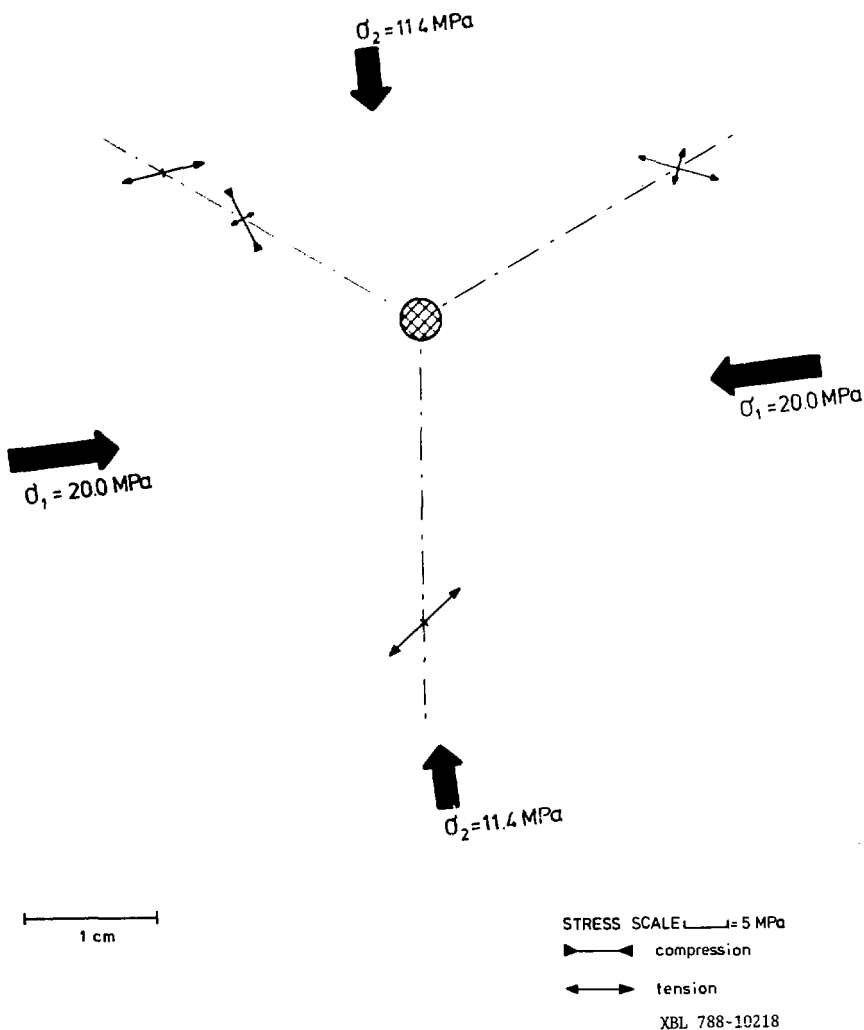 σ₂=11.4 MPa
σ₁=20.0 MPa
σ₁ = 20.0 MPa
σ₂=11.4 MPa
1 cm
STRESS SCALE = 5 MPa
compression
tension
XBL 788-10218